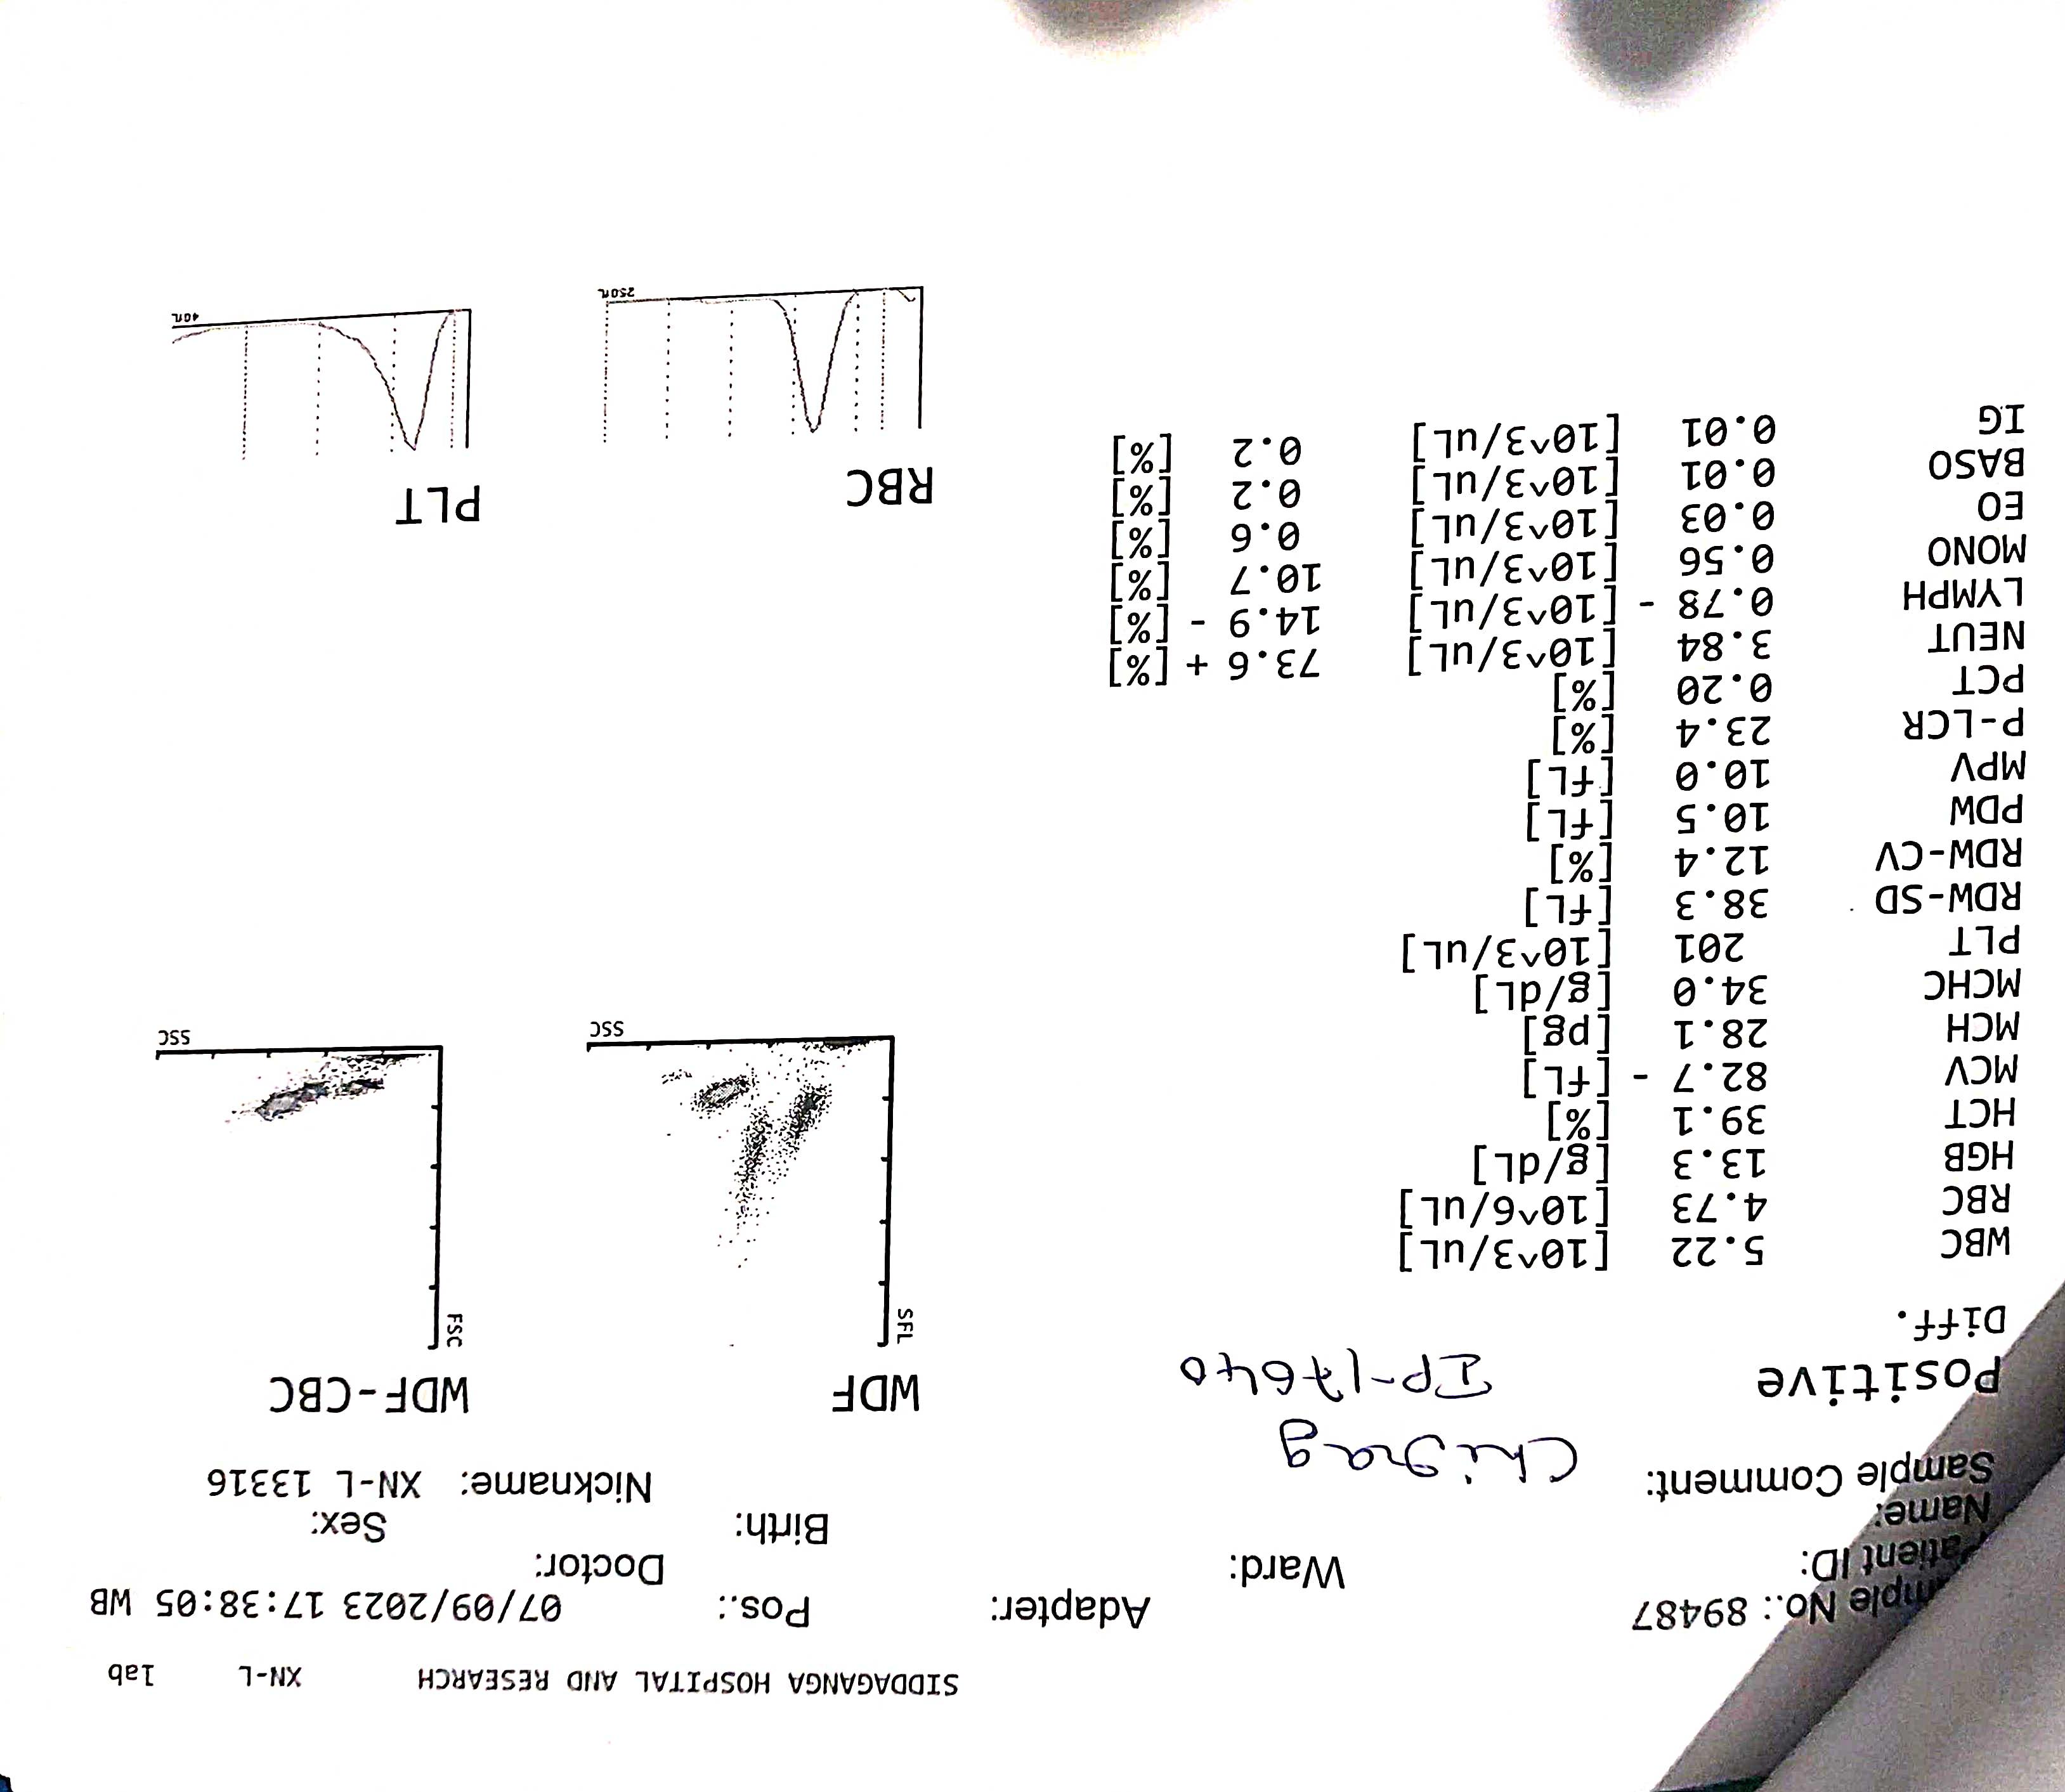 SIDDAGANGA HOSPITAL AND RESEARCH XN-L lab
mple No.: 89487 Adapter: Pos.: 07/09/2023 17:38:05 WB
Patient ID: Ward: Doctor:
Name: Birth: Sex:
Sample Comment: Nickname: XN-L 13316
Chirag
IP-17640
Positive
Diff.
WDF WDF-CBC
SFL FSC
SSC SSC
WBC 5.22 [10^3/uL]
RBC 4.73 [10^6/uL]
HGB 13.3 [g/dL]
HCT 39.1 [%]
MCV 82.7 - [fL]
MCH 28.1 [pg]
MCHC 34.0 [g/dL]
PLT 201 [10^3/uL]
RDW-SD 38.3 [fL]
RDW-CV 12.4 [%]
PDW 10.5 [fL]
MPV 10.0 [fL]
P-LCR 23.4 [%]
PCT 0.20 [%]
NEUT 3.84 [10^3/uL] 73.6 + [%]
LYMPH 0.78 - [10^3/uL] 14.9 - [%]
MONO 0.56 [10^3/uL] 10.7 [%]
EO 0.03 [10^3/uL] 0.6 [%]
BASO 0.01 [10^3/uL] 0.2 [%]
IG 0.01 [10^3/uL] 0.2 [%]
RBC PLT
250fL 40fL